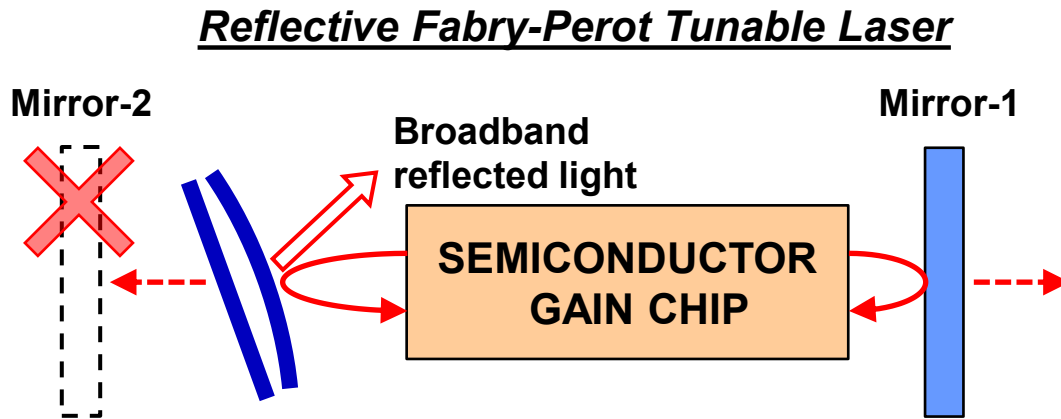 Reflective Fabry-Perot Tunable Laser
Mirror-2
Mirror-1
Broadband
reflected light
SEMICONDUCTOR
GAIN CHIP